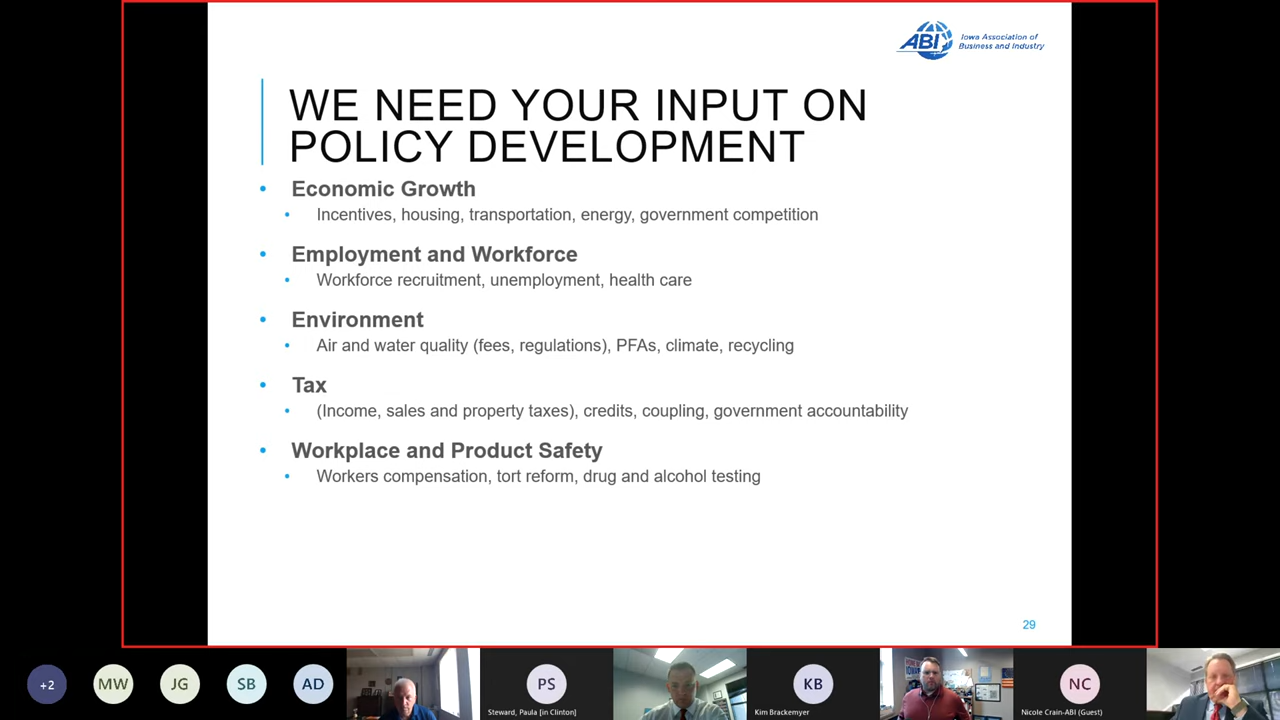 ABI
Iowa Association of
Business and Industry
WE NEED YOUR INPUT ON
POLICY DEVELOPMENT
• Economic Growth
• Incentives, housing, transportation, energy, government competition
• Employment and Workforce
• Workforce recruitment, unemployment, health care
• Environment
• Air and water quality (fees, regulations), PFAs, climate, recycling
• Tax
• (Income, sales and property taxes), credits, coupling, government accountability
• Workplace and Product Safety
• Workers compensation, tort reform, drug and alcohol testing
29
+2
MW
JG
SB
AD
PS
Steward, Paula [in Clinton]
KB
Kim Brackemyer
NC
Nicole Crain-ABI (Guest)